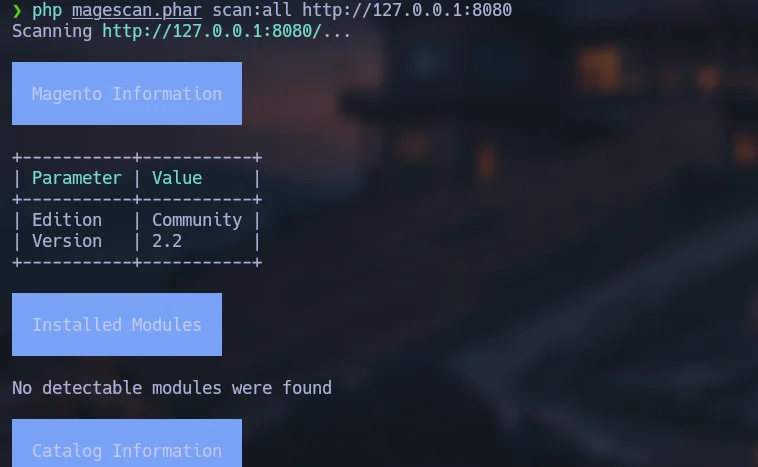 ❯ php magescan.phar scan:all http://127.0.0.1:8080
Scanning http://127.0.0.1:8080/...
Magento Information
+-----------+-----------+
| Parameter | Value     |
+-----------+-----------+
| Edition   | Community |
| Version   | 2.2       |
+-----------+-----------+
Installed Modules
No detectable modules were found
Catalog Information